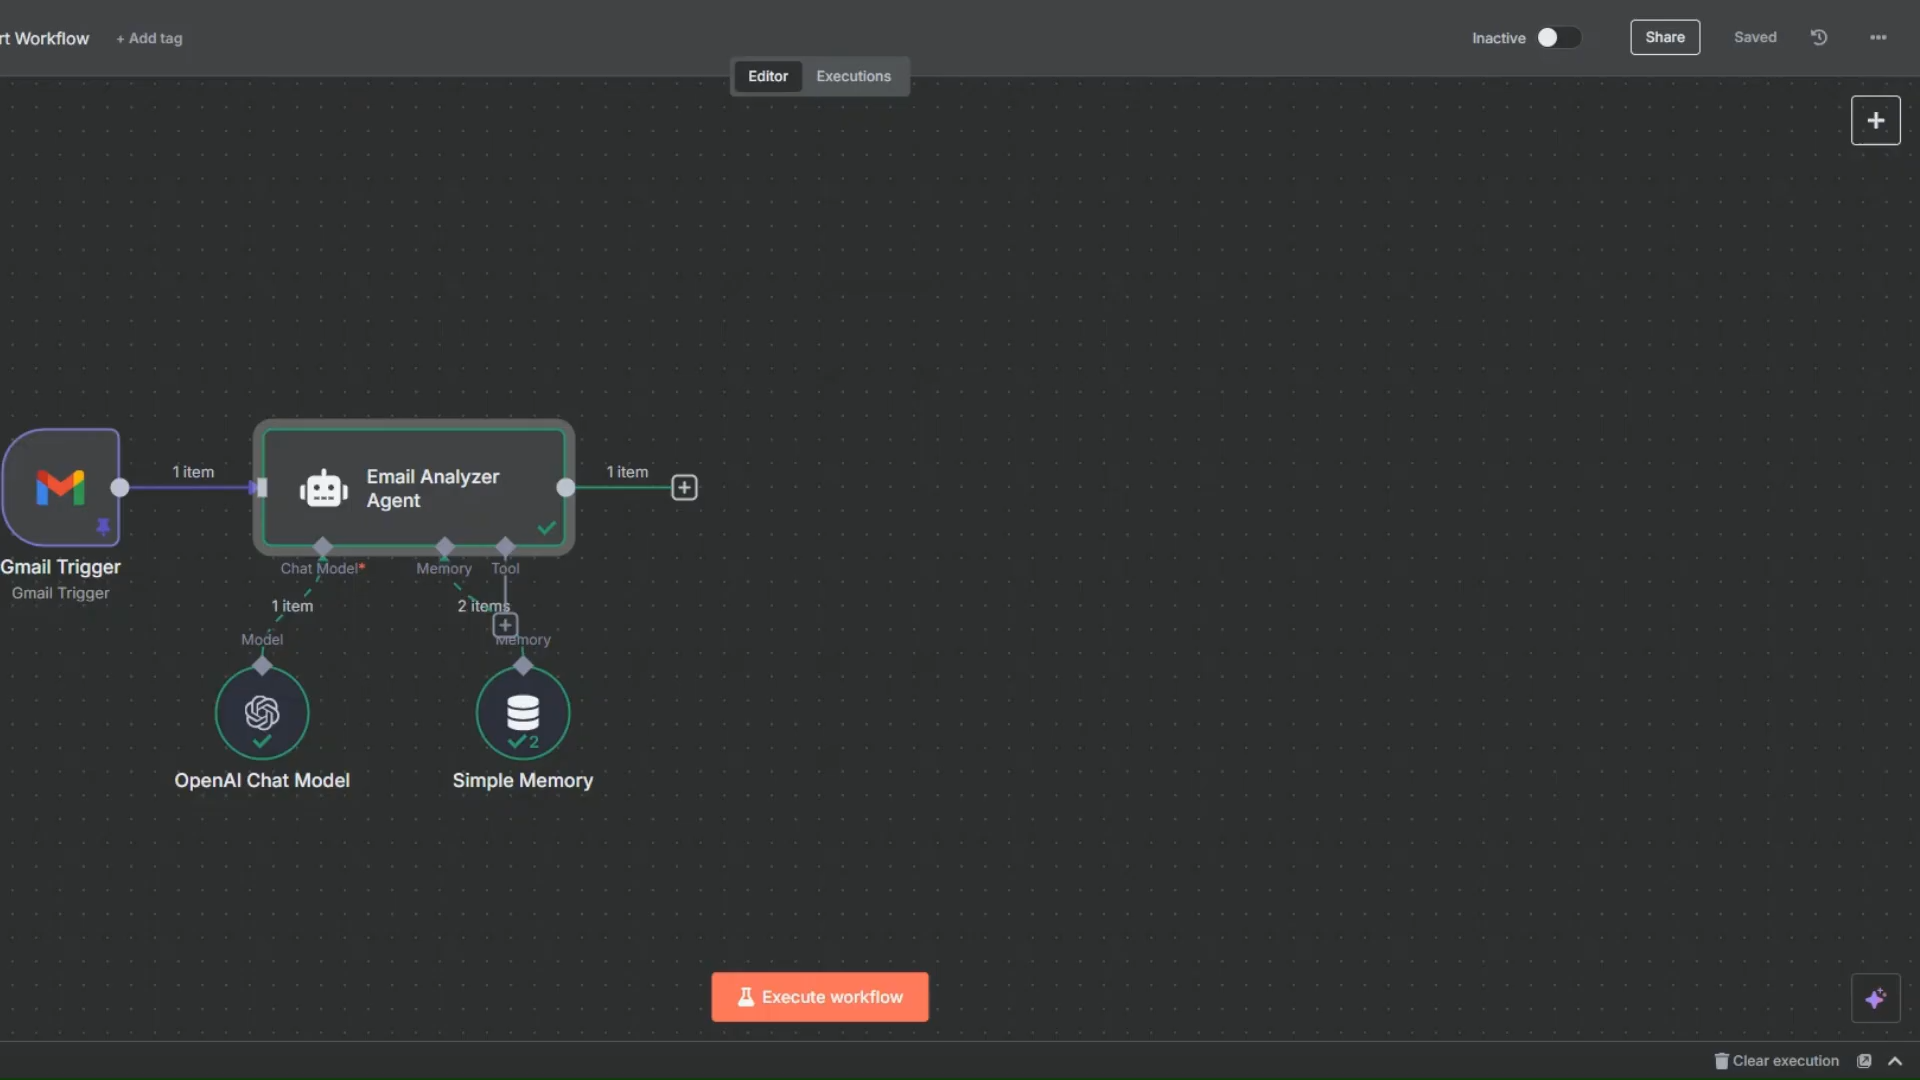 rt Workflow
+ Add tag
Inactive
Share
Saved
Editor
Executions
1 item
Email Analyzer
Agent
1 item
Gmail Trigger
Gmail Trigger
Chat Model*
Memory
Tool
1 item
2 items
Model
Memory
2
OpenAI Chat Model
Simple Memory
Execute workflow
Clear execution